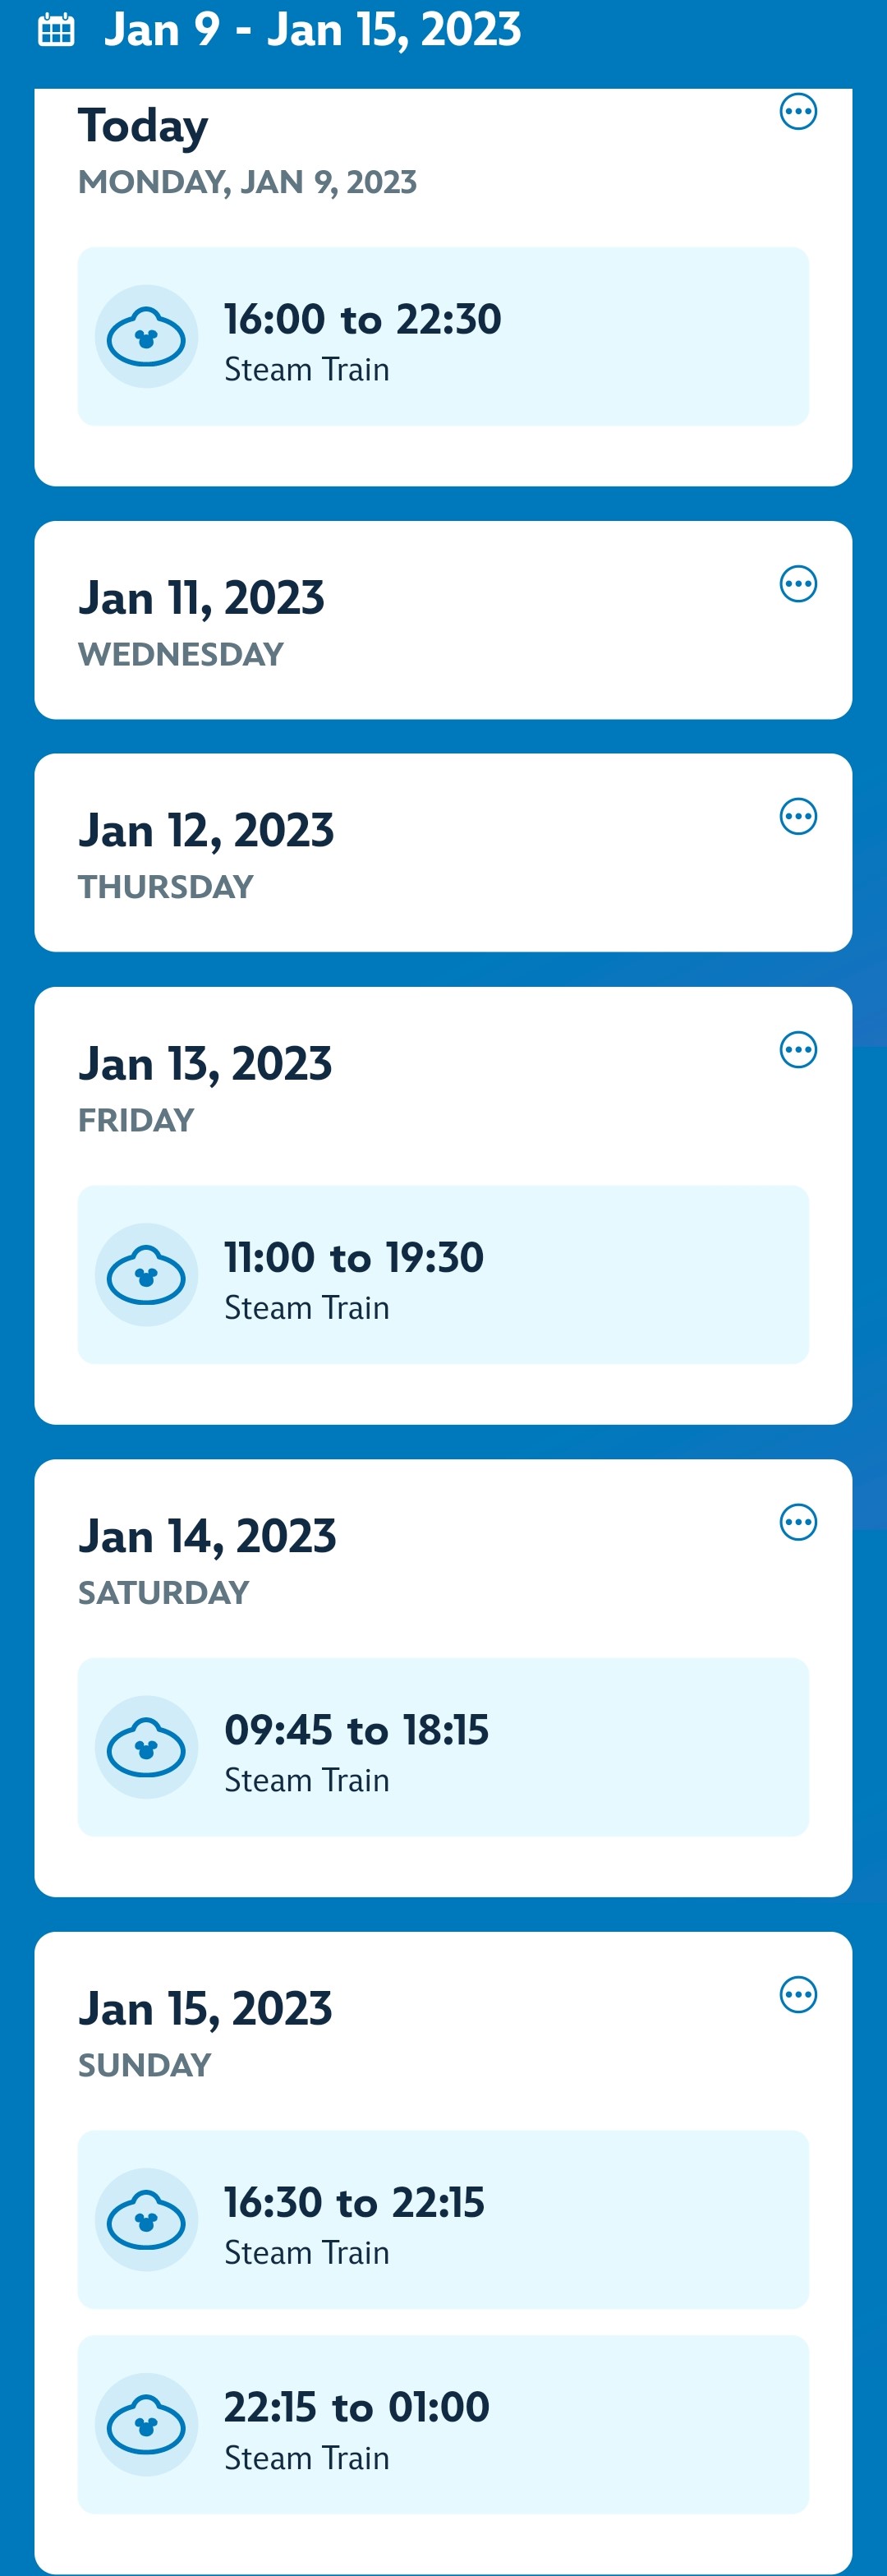 Jan 9 - Jan 15, 2023
Today
MONDAY, JAN 9, 2023
16:00 to 22:30
Steam Train
Jan 11, 2023
WEDNESDAY
Jan 12, 2023
THURSDAY
Jan 13, 2023
FRIDAY
11:00 to 19:30
Steam Train
Jan 14, 2023
SATURDAY
09:45 to 18:15
Steam Train
Jan 15, 2023
SUNDAY
16:30 to 22:15
Steam Train
22:15 to 01:00
Steam Train